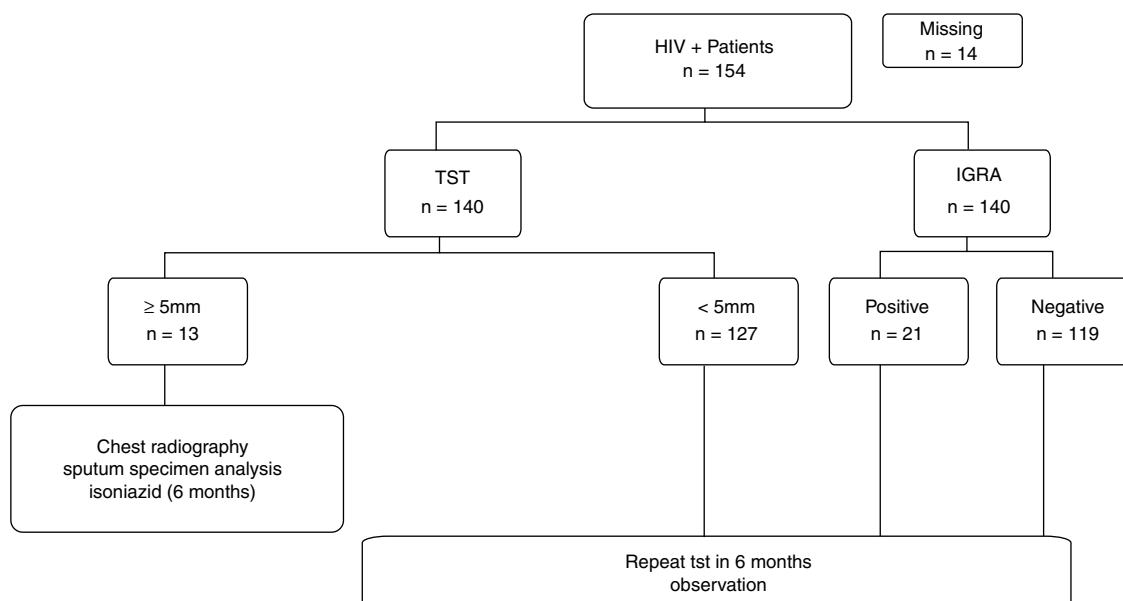 HIV + Patients
n = 154
Missing
n = 14
TST
n = 140
IGRA
n = 140
≥ 5mm
n = 13
< 5mm
n = 127
Positive
n = 21
Negative
n = 119
Chest radiography
sputum specimen analysis
isoniazid (6 months)
Repeat tst in 6 months
observation